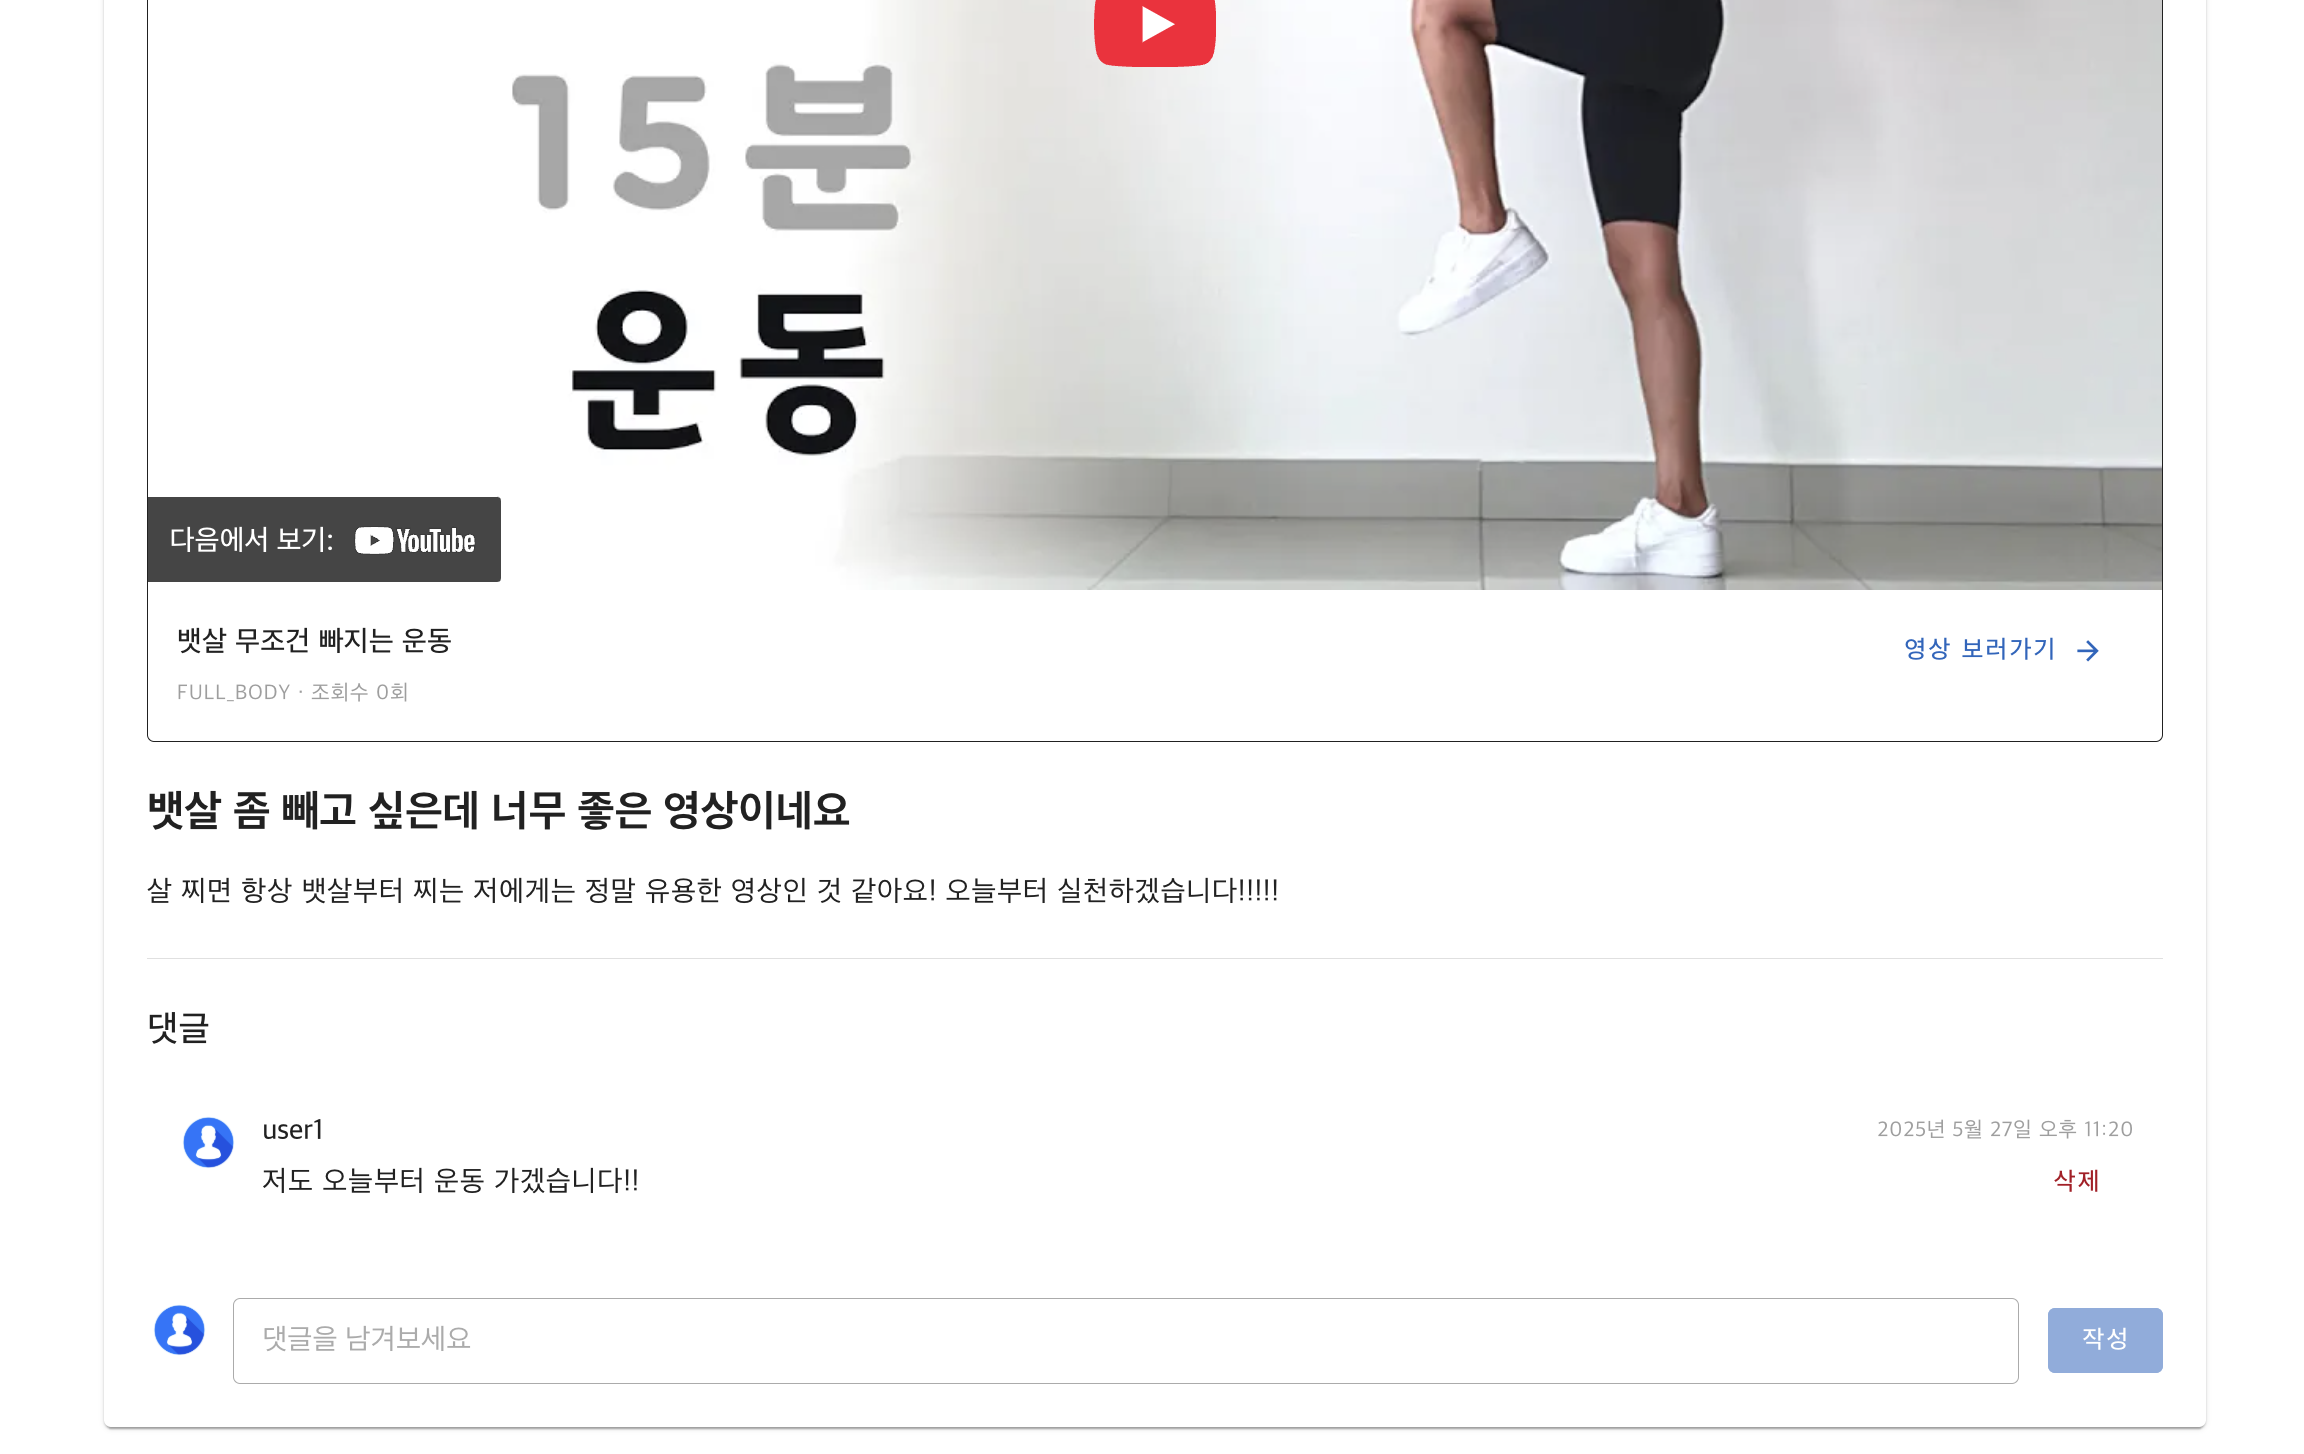 15분
운동
다음에서 보기: YouTube
뱃살 무조건 빠지는 운동
영상 보러가기 →
FULL_BODY · 조회수 0회
뱃살 좀 빼고 싶은데 너무 좋은 영상이네요
살 찌면 항상 뱃살부터 찌는 저에게는 정말 유용한 영상인 것 같아요! 오늘부터 실천하겠습니다!!!!!
댓글
user1
2025년 5월 27일 오후 11:20
저도 오늘부터 운동 가겠습니다!!
삭제
댓글을 남겨보세요
작성